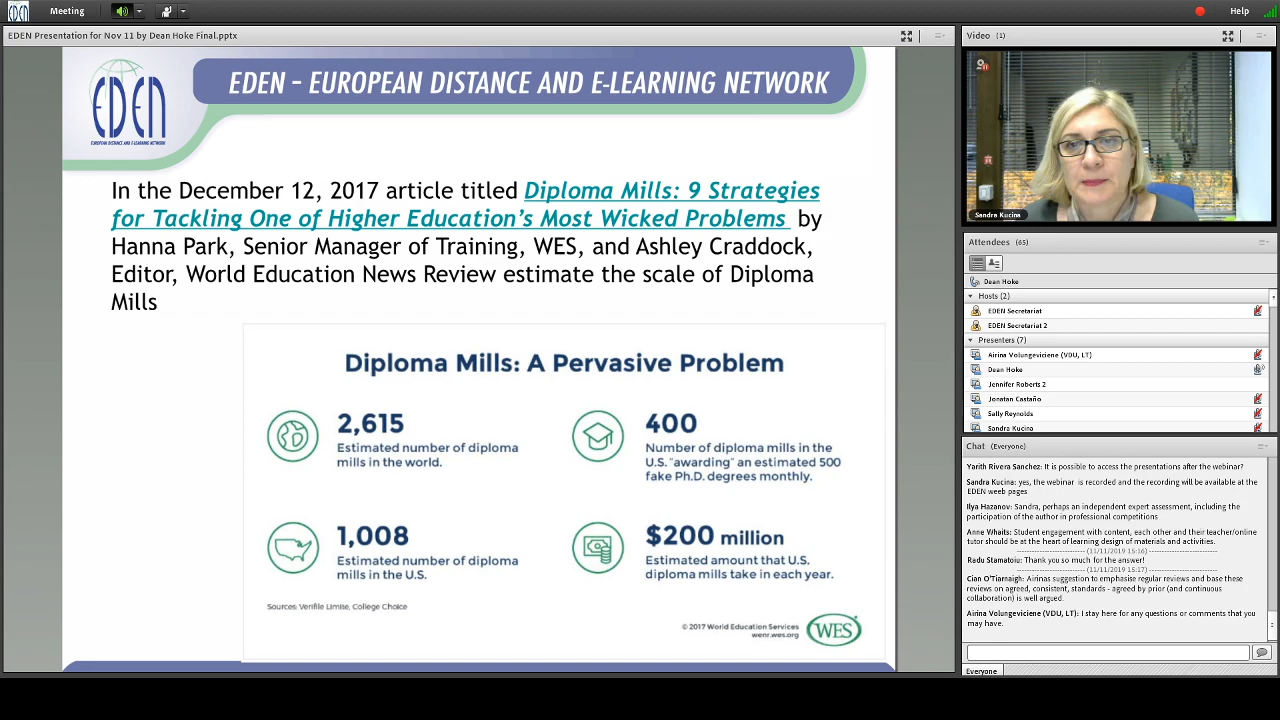 Meeting
Help
EDEN Presentation for Nov 11 by Dean Hoke Final.pptx
EDEN
EUROPEAN DISTANCE AND E-LEARNING NETWORK
EDEN – EUROPEAN DISTANCE AND E-LEARNING NETWORK
In the December 12, 2017 article titled Diploma Mills: 9 Strategies
for Tackling One of Higher Education's Most Wicked Problems by
Hanna Park, Senior Manager of Training, WES, and Ashley Craddock,
Editor, World Education News Review estimate the scale of Diploma
Mills
Diploma Mills: A Pervasive Problem
2,615
Estimated number of diploma
mills in the world.
400
Number of diploma mills in the
U.S. "awarding" an estimated 500
fake Ph.D. degrees monthly.
1,008
Estimated number of diploma
mills in the U.S.
$200 million
Estimated amount that U.S.
diploma mills take in each year.
Sources: Verifile Limise, College Choice
© 2017 World Education Services
wenr.wes.org
WES
Video (1)
Sandra Kucina
Attendees (65)
Dean Hoke
Hosts (2)
EDEN Secretariat
EDEN Secretariat 2
Presenters (7)
Airina Volungeviciene (VDU, LT)
Dean Hoke
Jennifer Roberts 2
Jonatan Castaño
Sally Reynolds
Sandra Kucina
Chat (Everyone)
Yarith Rivera Sanchez: It is possible to access the presentations after the webinar?
Sandra Kucina: yes, the webinar is recorded and the recording will be available at the
EDEN weeb pages
Ilya Hazanov: Sandra, perhaps an independent expert assessment, including the
participation of the author in professional competitions
Anne Whaits: Student engagement with content, each other and their teacher/online
tutor should be at the heart of learning design of materials and activities.
(11/11/2019 15:16)
Radu Stamatoiu: Thank you so much for the answer!
(11/11/2019 15:17)
Cian O'Tiarnaigh: Airinas suggestion to emphasise regular reviews and base these
reviews on agreed, consistent, standards - agreed by prior (and continuous
collaboration) is well argued.
Airina Volungeviciene (VDU, LT): I stay here for any questions or comments that you
may have.
Everyone